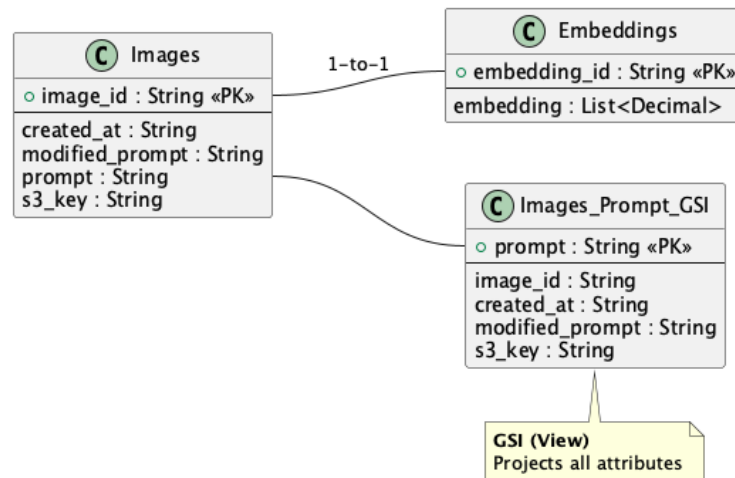 C Images
image_id : String «PK»
created_at : String
modified_prompt : String
prompt : String
s3_key : String
1-to-1
C Embeddings
embedding_id : String «PK»
embedding : List<Decimal>
C Images_Prompt_GSI
prompt : String «PK»
image_id : String
created_at : String
modified_prompt : String
s3_key : String
GSI (View)
Projects all attributes